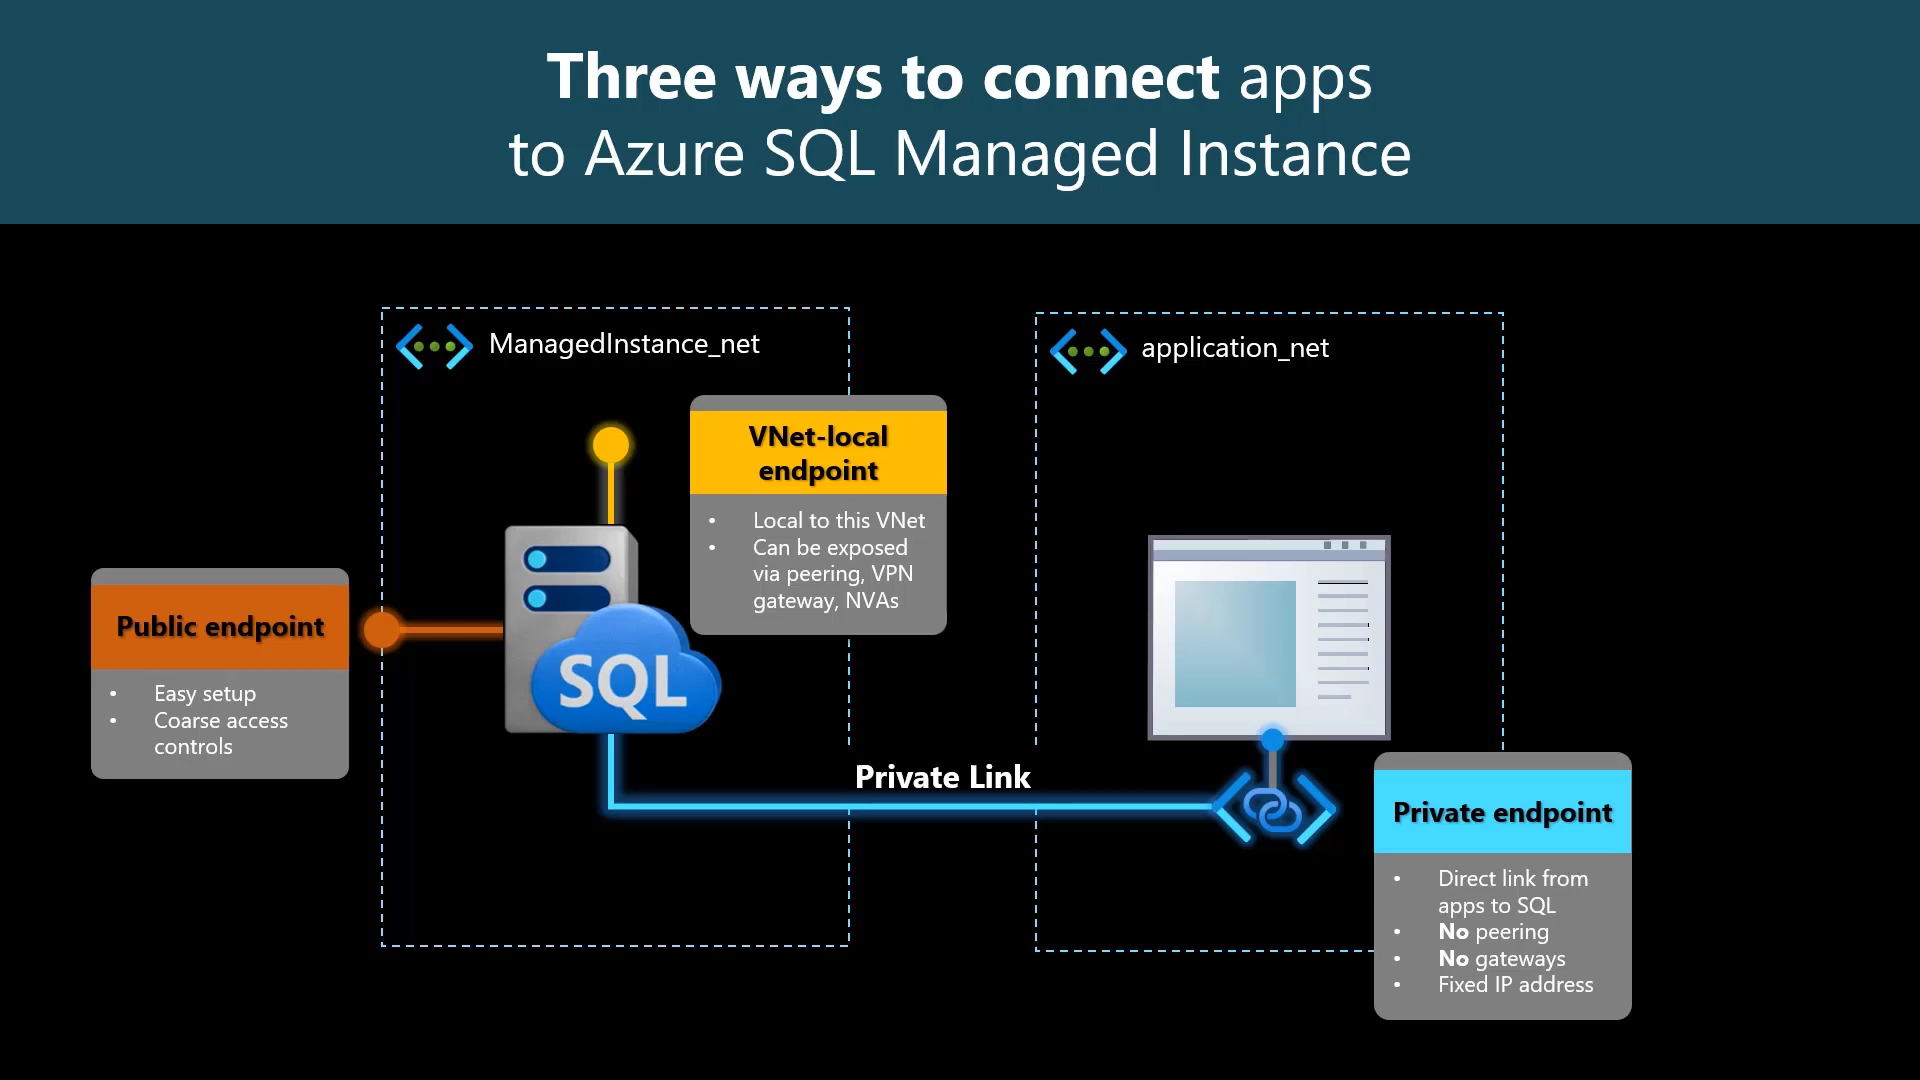 Three ways to connect apps
to Azure SQL Managed Instance
ManagedInstance_net
application_net
VNet-local
endpoint
• Local to this VNet
• Can be exposed
via peering, VPN
gateway, NVAs
Public endpoint
• Easy setup
• Coarse access
controls
SQL
Private Link
Private endpoint
• Direct link from
apps to SQL
• No peering
• No gateways
• Fixed IP address